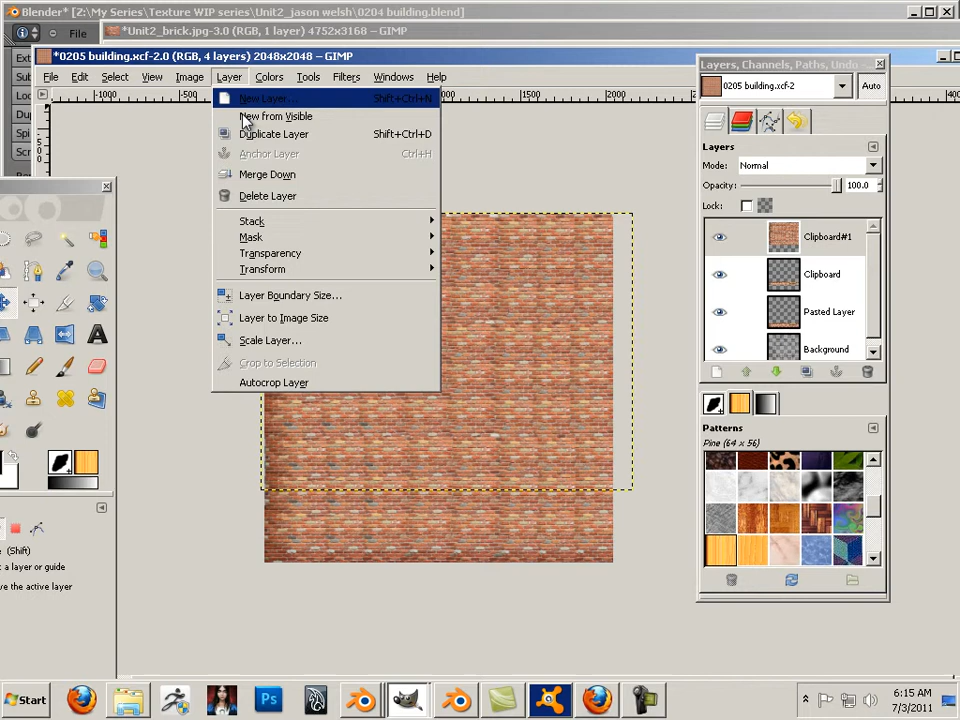 Blender* [Z:\My Series\Texture WIP series\Unit2_jason welsh\0204 building.blend]
File
*Unit2_brick.jpg-3.0 (RGB, 1 layer) 4752x3168 – GIMP
*0205 building.xcf-2.0 (RGB, 4 layers) 2048x2048 – GIMP
File Edit Select View Image Layer Colors Tools Filters Windows Help
-1000 -500 1500 2000
New Layer... Shift+Ctrl+N
New from Visible
Duplicate Layer Shift+Ctrl+D
Anchor Layer Ctrl+H
Merge Down
Delete Layer
Stack
Mask
Transparency
Transform
Layer Boundary Size...
Layer to Image Size
Scale Layer...
Crop to Selection
Autocrop Layer
(Shift)
t a layer or guide
ve the active layer
Layers, Channels, Paths, Undo -
0205 building.xcf-2 Auto
Layers
Mode: Normal
Opacity: 100.0
Lock:
Clipboard#1
Clipboard
Pasted Layer
Background
Patterns
Pine (64 x 56)
Start
Ps
6:15 AM
7/3/2011